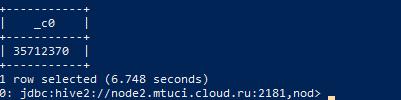 +-----------+
|    _c0    |
+-----------+
| 35712370  |
+-----------+
1 row selected (6.748 seconds)
0: jdbc:hive2://node2.mtuci.cloud.ru:2181,nod>